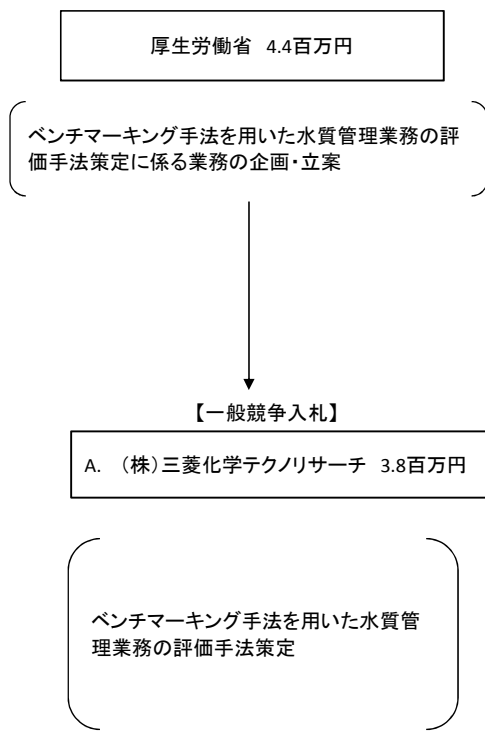 厚生労働省 4.4百万円
ベンチマーキング手法を用いた水質管理業務の評
価手法策定に係る業務の企画・立案
【一般競争入札】
A. （株）三菱化学テクノリサーチ 3.8百万円
ベンチマーキング手法を用いた水質管
理業務の評価手法策定